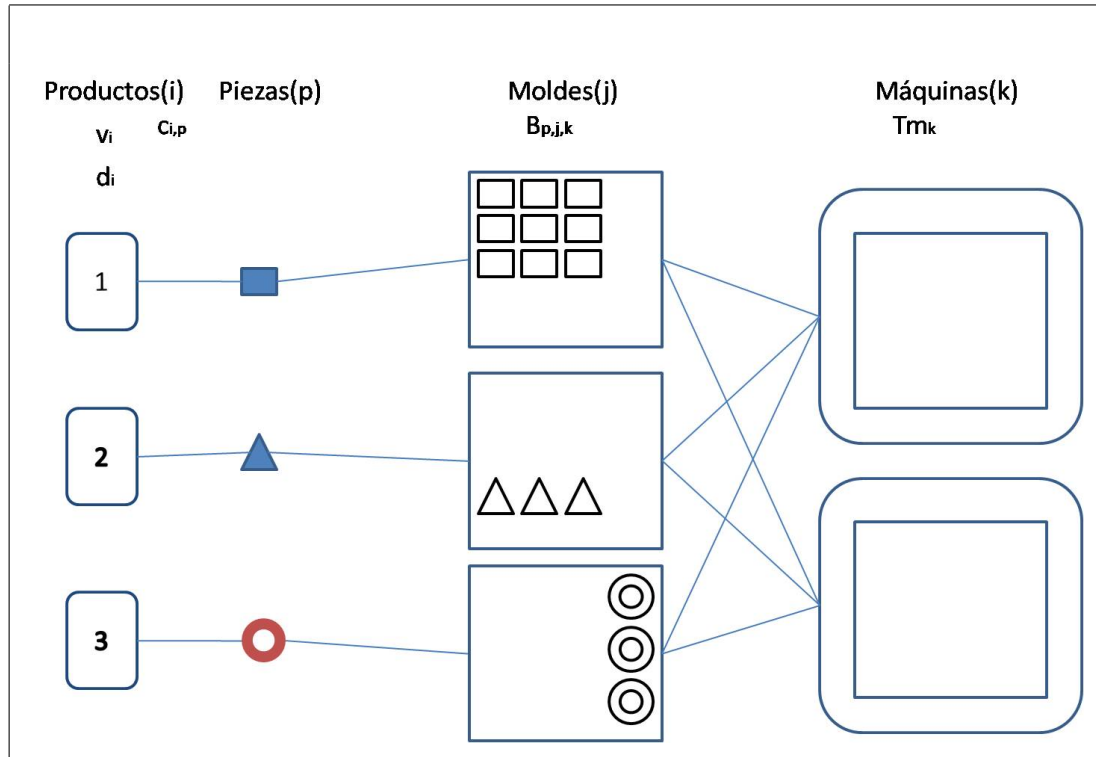 Productos(i) Piezas(p) Moldes(j) Máquinas(k)
vi Ci,p Bp,j,k Tmk
di
1
2
3